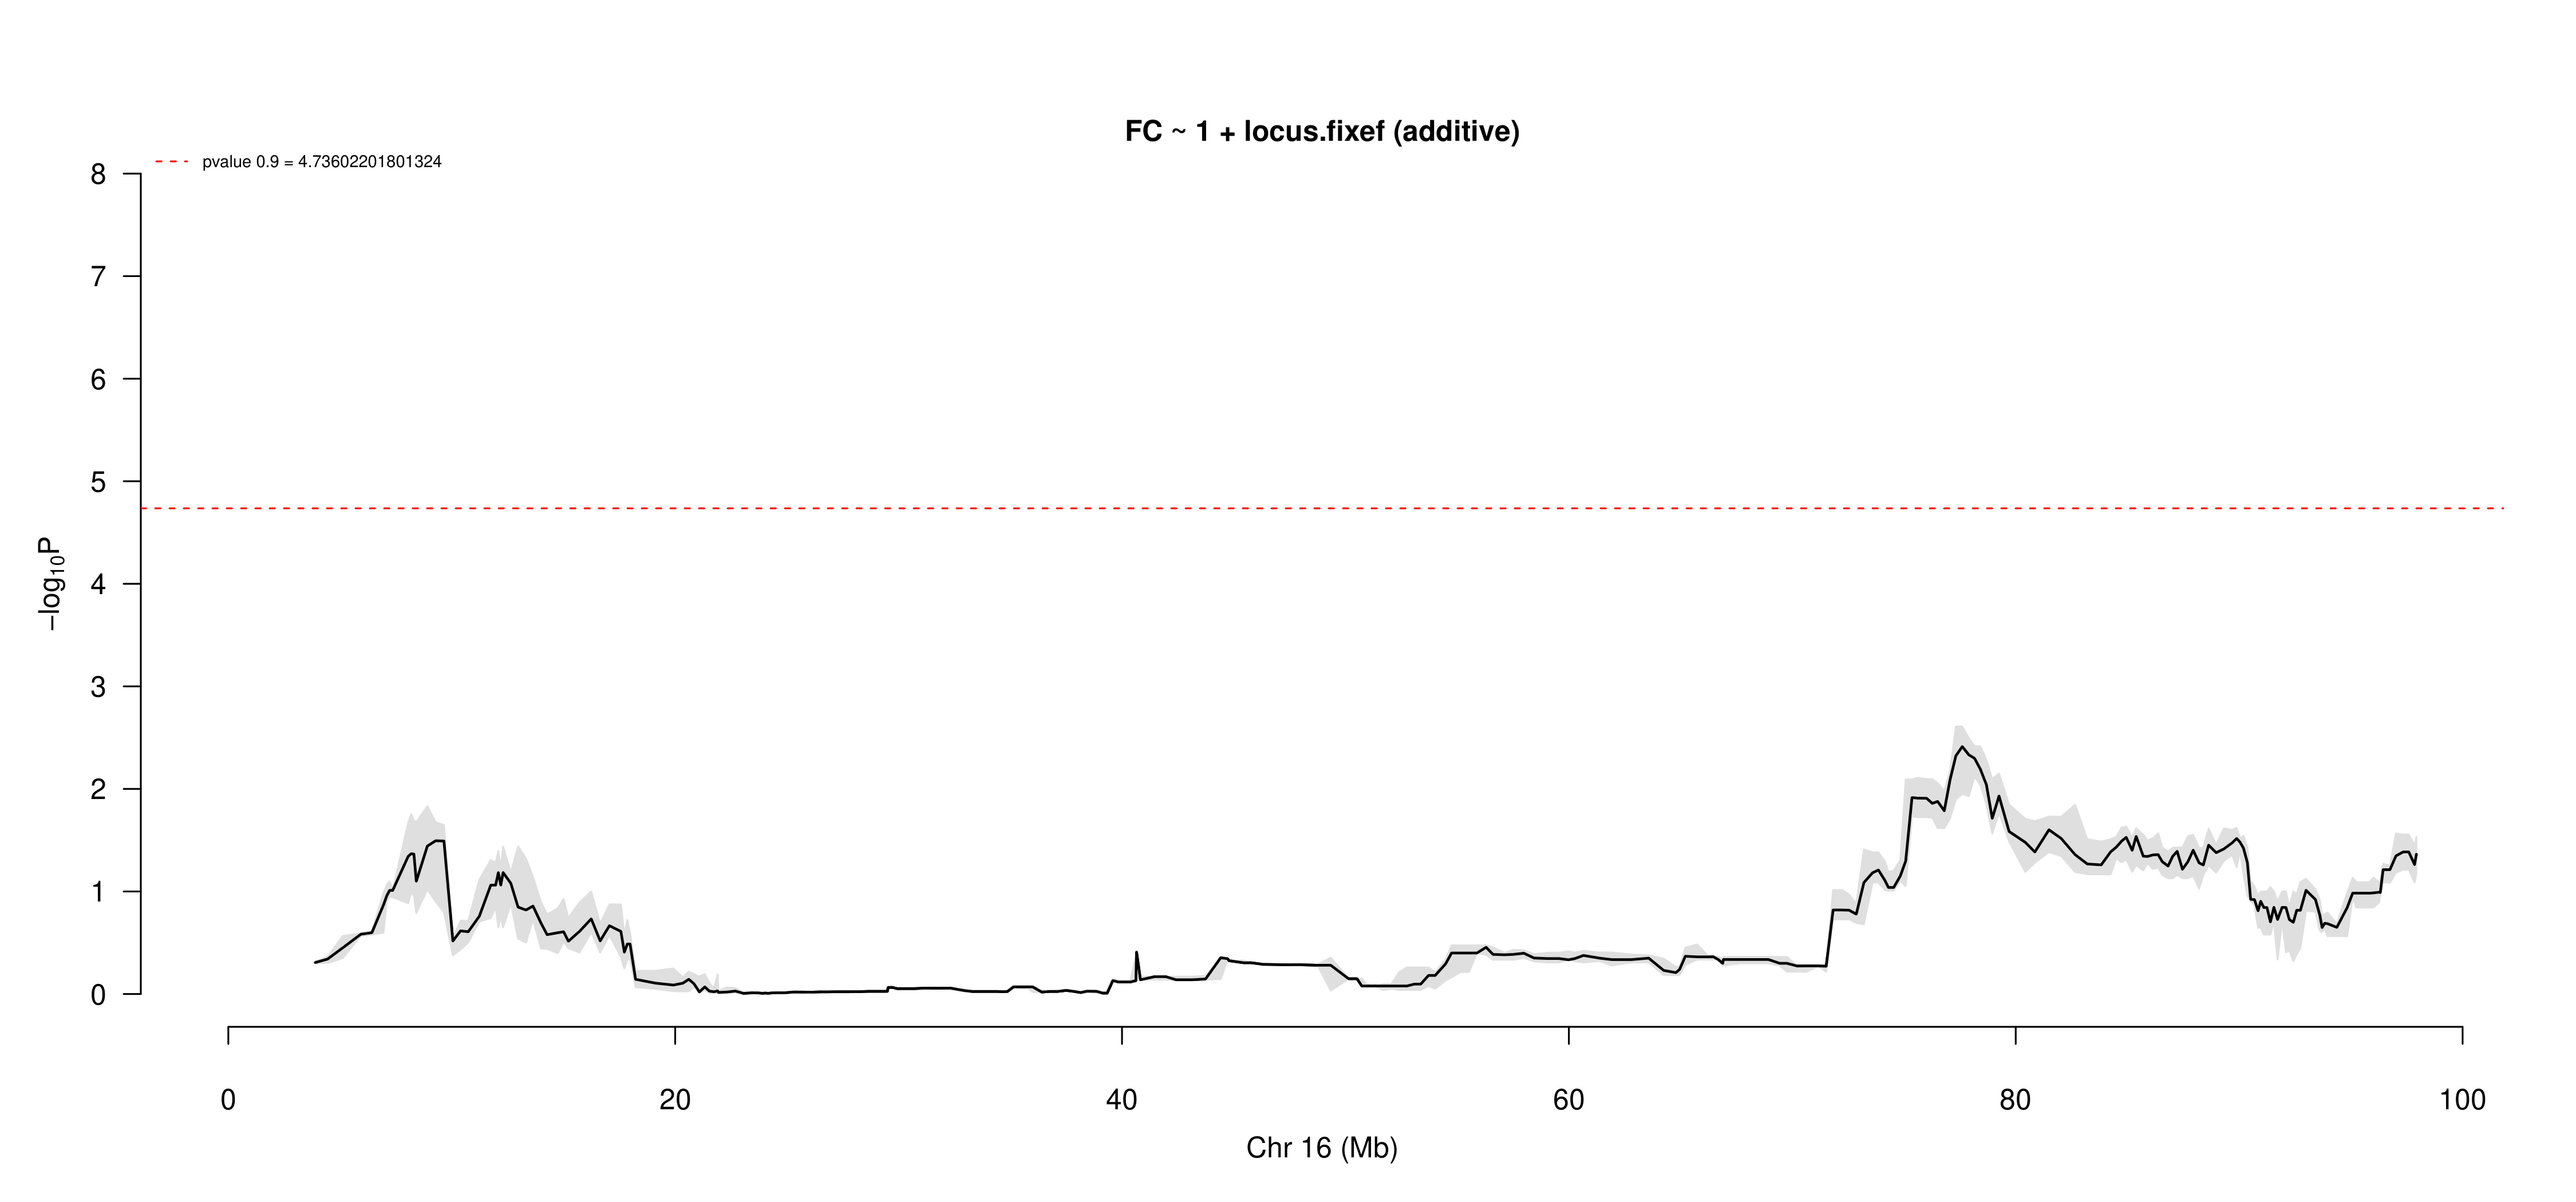 FC ~ 1 + locus.fixef (additive)
pvalue 0.9 = 4.73602201801324
8
7
6
5
4
3
2
1
0
−log10P
0 20 40 60 80 100
Chr 16 (Mb)